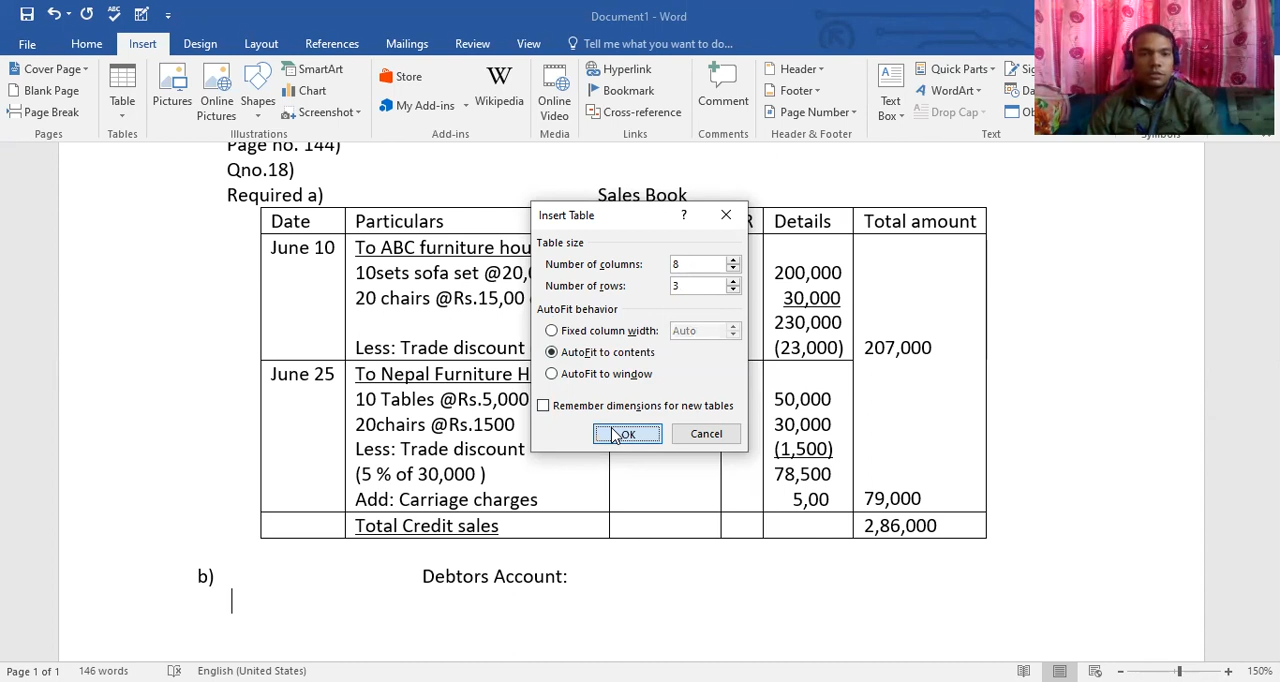 Document1 - Word
File Home Insert Design Layout References Mailings Review View Tell me what you want to do...
Cover Page
Blank Page
Page Break
Pages
Table
Tables
Pictures
Online Pictures
Shapes
SmartArt
Chart
Screenshot
Illustrations
Store
My Add-ins
Wikipedia
Add-ins
Online Video
Media
Hyperlink
Bookmark
Cross-reference
Links
Comment
Comments
Header
Footer
Page Number
Header & Footer
Text Box
Quick Parts
WordArt
Drop Cap
Text
Page no. 144)
Qno.18)
Required a) Sales Book
Date Particulars Details Total amount
June 10 To ABC furniture
10sets sofa set 200,000
20 chairs @Rs.15,00 30,000
230,000
Less: Trade discount (23,000) 207,000
June 25 To Nepal Furniture
10 Tables @Rs.5,000 50,000
20chairs @Rs.1500 30,000
Less: Trade discount (1,500)
(5 % of 30,000 ) 78,500
Add: Carriage charges 5,00 79,000
Total Credit sales 2,86,000
b) Debtors Account:
Insert Table ?
Table size
Number of columns: 8
Number of rows: 3
AutoFit behavior
Fixed column width: Auto
AutoFit to contents
AutoFit to window
Remember dimensions for new tables
OK Cancel
Page 1 of 1 146 words English (United States) 150%